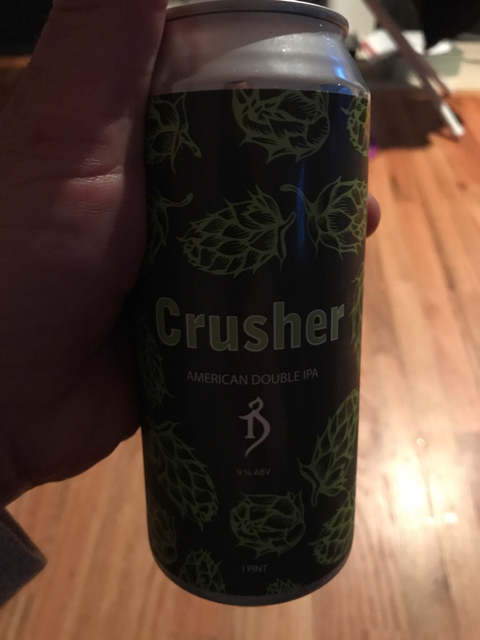 Crusher
AMERICAN DOUBLE IPA
9% ABV
1 PINT